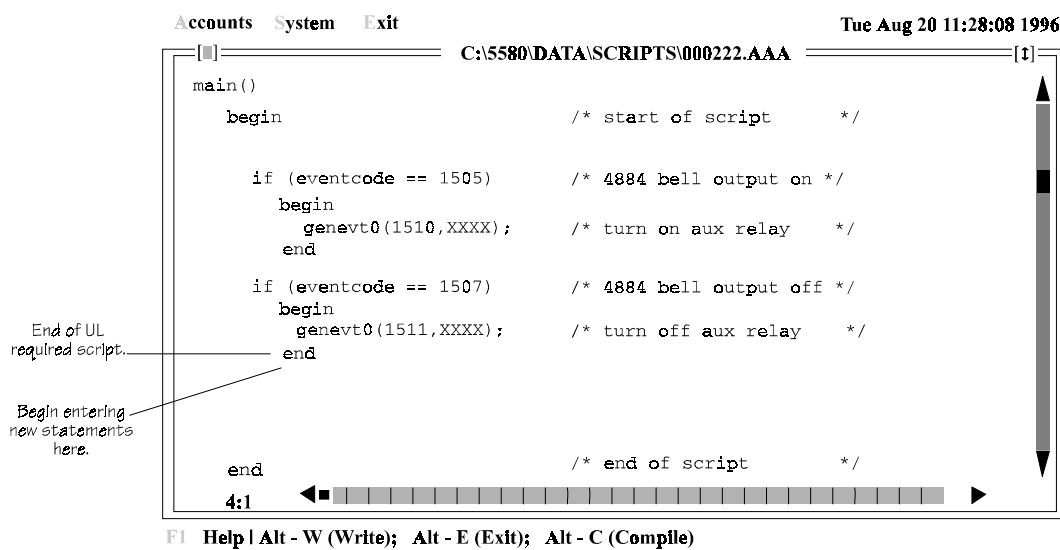 Accounts System Exit Tue Aug 20 11:28:08 1996
C:\5580\DATA\SCRIPTS\000222.AAA
main()
begin /* start of script */
if (eventcode == 1505) /* 4884 bell output on */
begin
genevt0(1510,XXXX); /* turn on aux relay */
end
if (eventcode == 1507) /* 4884 bell output off */
begin
genevt0(1511,XXXX); /* turn off aux relay */
end
End of UL
required script.
Begin entering
new statements
here.
end /* end of script */
4:1
F1 Help | Alt - W (Write); Alt - E (Exit); Alt - C (Compile)